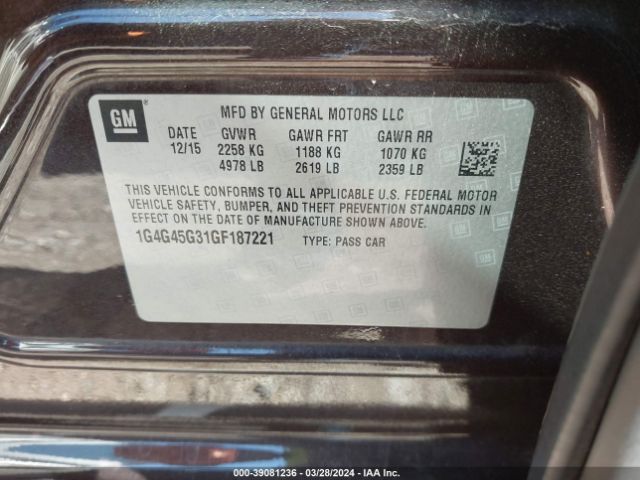 GM
MFD BY GENERAL MOTORS LLC
DATE GVWR GAWR FRT GAWR RR
12/15 2258 KG 1188 KG 1070 KG
4978 LB 2619 LB 2359 LB
THIS VEHICLE CONFORMS TO ALL APPLICABLE U.S. FEDERAL MOTOR
VEHICLE SAFETY, BUMPER, AND THEFT PREVENTION STANDARDS IN
EFFECT ON THE DATE OF MANUFACTURE SHOWN ABOVE.
1G4G45G31GF187221 TYPE: PASS CAR
000-39081236 - 03/28/2024 - IAA Inc.